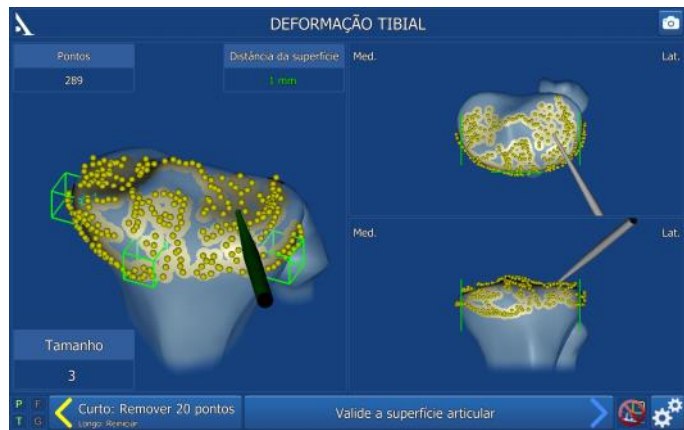 DEFORMAÇÃO TIBIAL
Pontos
289
Distância da superfície
1 mm
Med.
Lat.
Med.
Lat.
Tamanho
3
P F
T G
Curto: Remover 20 pontos
Longo: Reiniciar
Valide a superfície articular